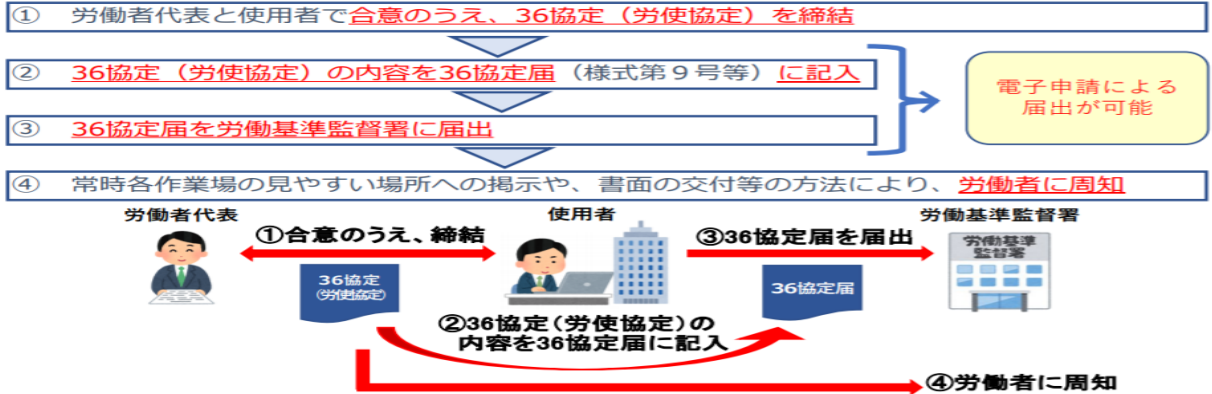 ① 労働者代表と使用者で合意のうえ、36協定（労使協定）を締結
② 36協定（労使協定）の内容を36協定届（様式第９号等）に記入
③ 36協定届を労働基準監督署に届出
電子申請による
届出が可能
④ 常時各作業場の見やすい場所への掲示や、書面の交付等の方法により、労働者に周知
労働者代表
使用者
労働基準監督署
①合意のうえ、締結
③36協定届を届出
労働基準
監督署
36協定
(労使協定)
36協定届
②36協定(労使協定)の
内容を36協定届に記入
④労働者に周知